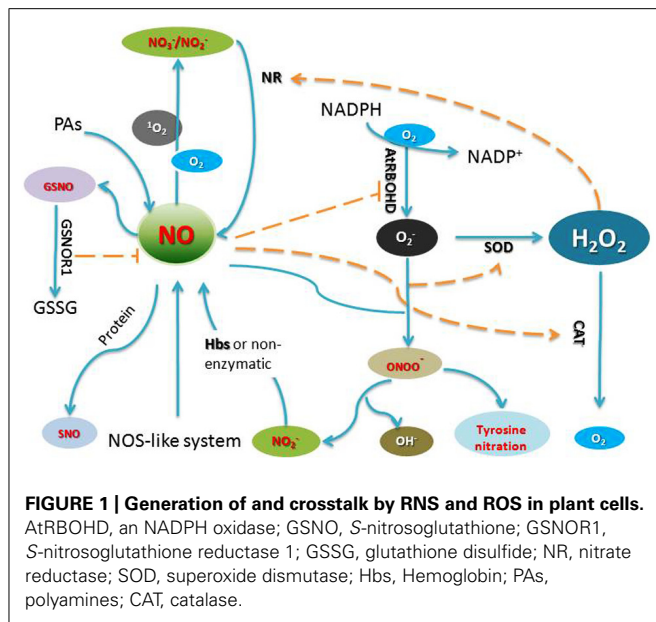 NO₃⁻/NO₂⁻
NR
NADPH
PAs
¹O₂
O₂
O₂
NADP⁺
AtRBOHD
GSNO
NO
GSNOR1
O₂⁻
SOD
H₂O₂
GSSG
Protein
Hbs or non-
enzymatic
CAT
ONOO⁻
SNO
NOS-like system
NO₂⁻
OH⁻
Tyrosine
nitration
O₂
FIGURE 1 | Generation of and crosstalk by RNS and ROS in plant cells.
AtRBOHD, an NADPH oxidase; GSNO, S-nitrosoglutathione; GSNOR1,
S-nitrosoglutathione reductase 1; GSSG, glutathione disulfide; NR, nitrate
reductase; SOD, superoxide dismutase; Hbs, Hemoglobin; PAs,
polyamines; CAT, catalase.